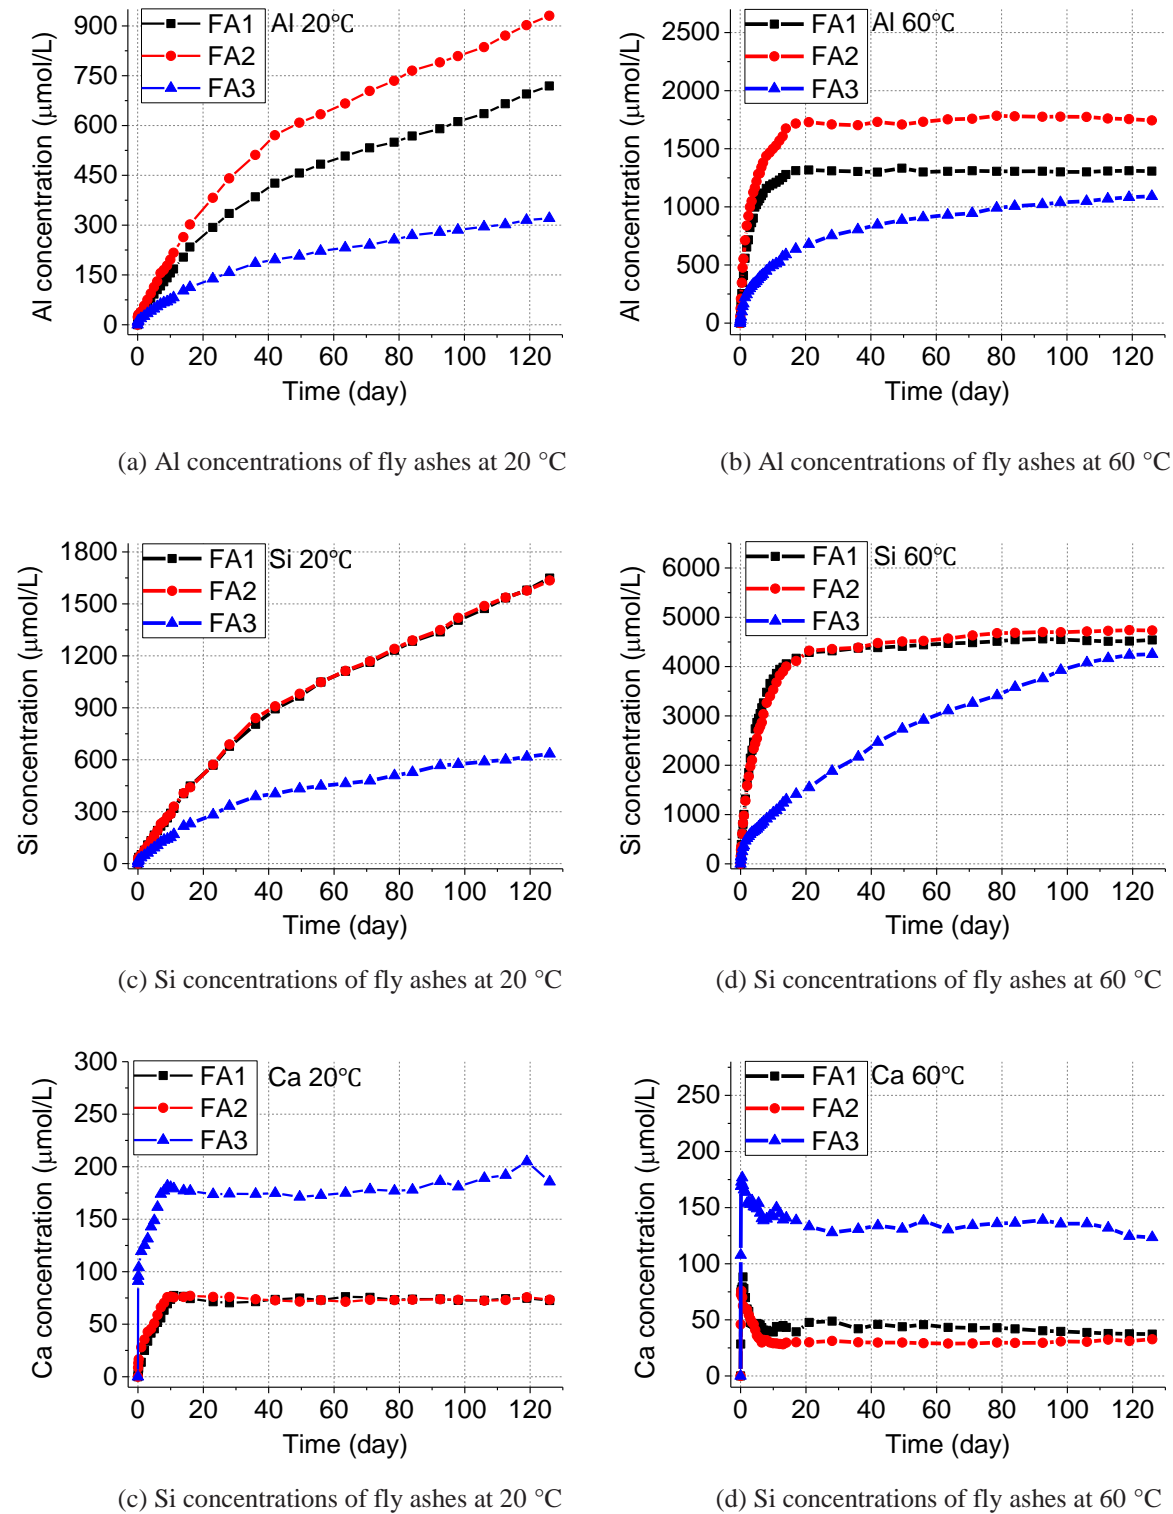 Al concentration (μmol/L)
900
750
600
450
300
150
0
FA1
FA2
FA3
Al 20℃
0 20 40 60 80 100 120
Time (day)
(a) Al concentrations of fly ashes at 20 °C
Al concentration (μmol/L)
2500
2000
1500
1000
500
0
FA1
FA2
FA3
Al 60℃
0 20 40 60 80 100 120
Time (day)
(b) Al concentrations of fly ashes at 60 °C
Si concentration (μmol/L)
1800
1500
1200
900
600
300
0
FA1
FA2
FA3
Si 20℃
0 20 40 60 80 100 120
Time (day)
(c) Si concentrations of fly ashes at 20 °C
Si concentration (μmol/L)
6000
5000
4000
3000
2000
1000
0
FA1
FA2
FA3
Si 60℃
0 20 40 60 80 100 120
Time (day)
(d) Si concentrations of fly ashes at 60 °C
Ca concentration (μmol/L)
300
250
200
150
100
50
0
FA1
FA2
FA3
Ca 20℃
0 20 40 60 80 100 120
Time (day)
(c) Si concentrations of fly ashes at 20 °C
Ca concentration (μmol/L)
250
200
150
100
50
0
FA1
FA2
FA3
Ca 60℃
0 20 40 60 80 100 120
Time (day)
(d) Si concentrations of fly ashes at 60 °C